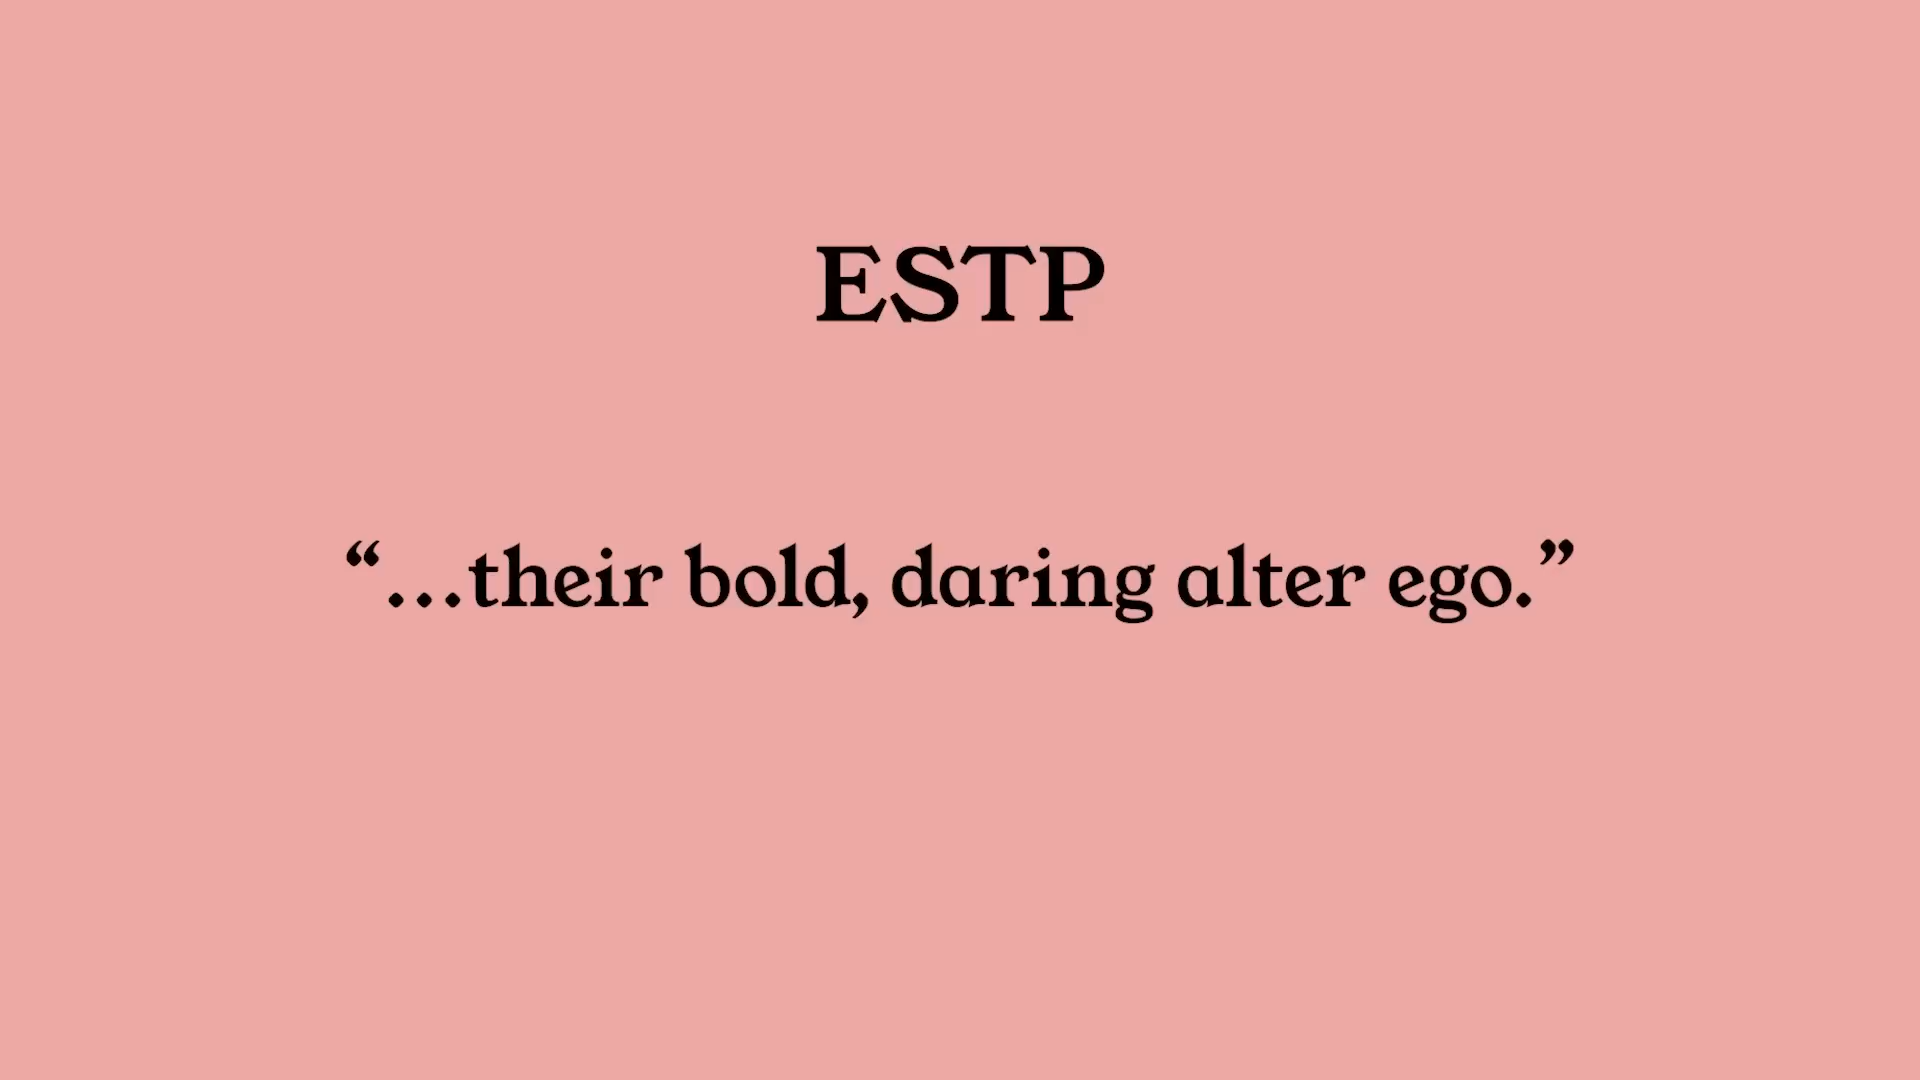 ESTP
“...their bold, daring alter ego.”